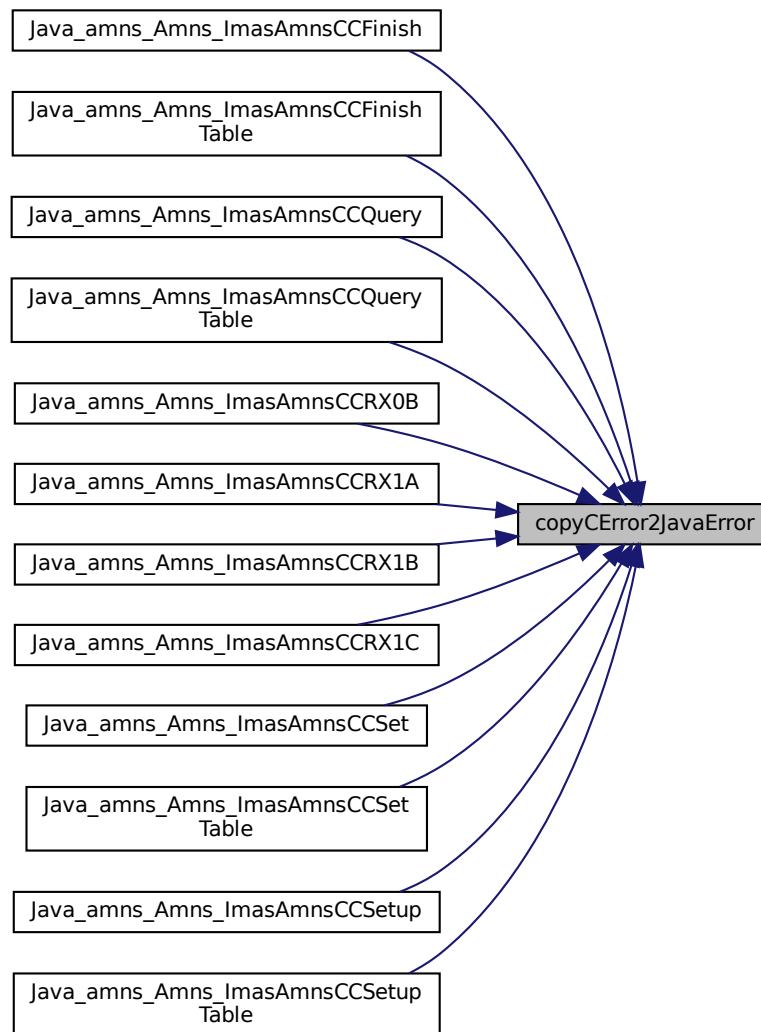 Java_amns_Amns_ImasAmnsCCFinish
Java_amns_Amns_ImasAmnsCCFinish
Table
Java_amns_Amns_ImasAmnsCCQuery
Java_amns_Amns_ImasAmnsCCQuery
Table
Java_amns_Amns_ImasAmnsCCRX0B
Java_amns_Amns_ImasAmnsCCRX1A
copyCError2JavaError
Java_amns_Amns_ImasAmnsCCRX1B
Java_amns_Amns_ImasAmnsCCRX1C
Java_amns_Amns_ImasAmnsCCSet
Java_amns_Amns_ImasAmnsCCSet
Table
Java_amns_Amns_ImasAmnsCCSetup
Java_amns_Amns_ImasAmnsCCSetup
Table